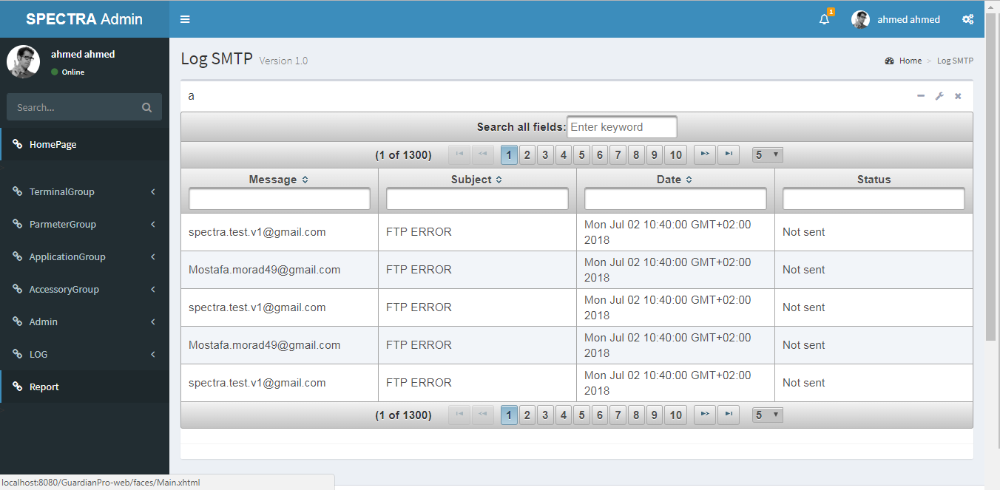 SPECTRA Admin
1
ahmed ahmed
ahmed ahmed
Online
Search...
HomePage
TerminalGroup
ParmeterGroup
ApplicationGroup
AccessoryGroup
Admin
LOG
Report
Log SMTP Version 1.0
Home > Log SMTP
a
Search all fields: Enter keyword
(1 of 1300) 1 2 3 4 5 6 7 8 9 10 5
Message Subject Date Status
spectra.test.v1@gmail.com FTP ERROR Mon Jul 02 10:40:00 GMT+02:00 Not sent
2018
Mostafa.morad49@gmail.com FTP ERROR Mon Jul 02 10:40:00 GMT+02:00 Not sent
2018
spectra.test.v1@gmail.com FTP ERROR Mon Jul 02 10:40:00 GMT+02:00 Not sent
2018
Mostafa.morad49@gmail.com FTP ERROR Mon Jul 02 10:40:00 GMT+02:00 Not sent
2018
spectra.test.v1@gmail.com FTP ERROR Mon Jul 02 10:40:00 GMT+02:00 Not sent
2018
(1 of 1300) 1 2 3 4 5 6 7 8 9 10 5
localhost:8080/GuardianPro-web/faces/Main.xhtml